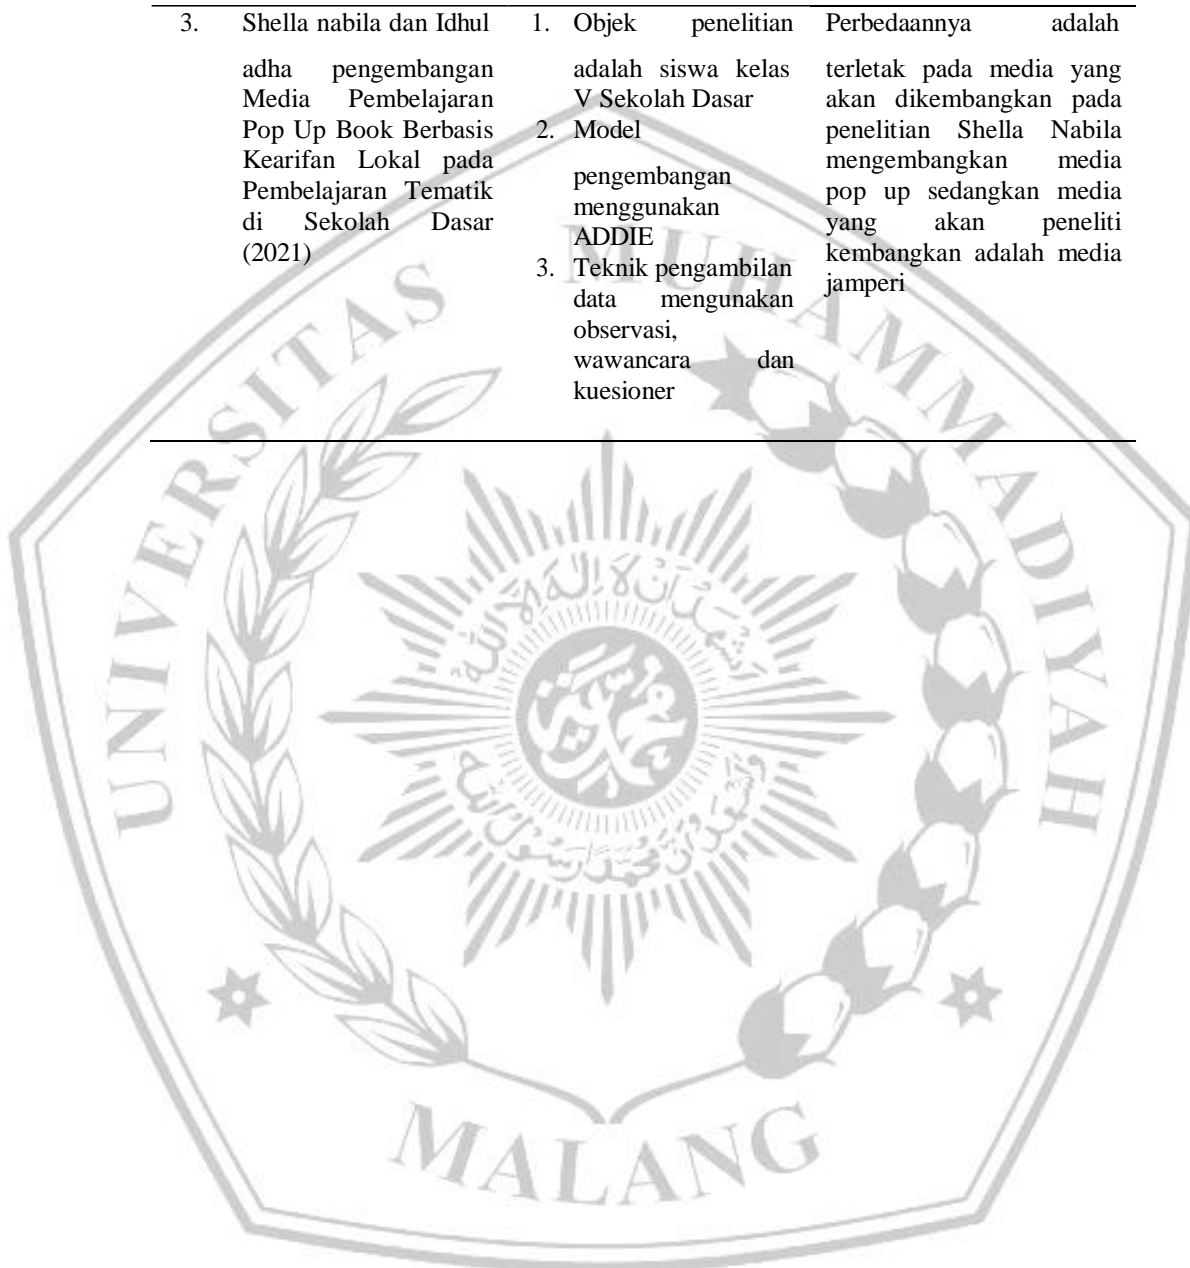 3. Shella nabila dan Idhul
adha pengembangan
Media Pembelajaran
Pop Up Book Berbasis
Kearifan Lokal pada
Pembelajaran Tematik
di Sekolah Dasar
(2021)
1. Objek penelitian
adalah siswa kelas
V Sekolah Dasar
2. Model
pengembangan
menggunakan
ADDIE
3. Teknik pengambilan
data mengunakan
observasi,
wawancara dan
kuesioner
Perbedaannya adalah
terletak pada media yang
akan dikembangkan pada
penelitian Shella Nabila
mengembangkan media
pop up sedangkan media
yang akan peneliti
kembangkan adalah media
jamperi
UNIVERSITAS MUHAMMADIYAH
MALANG